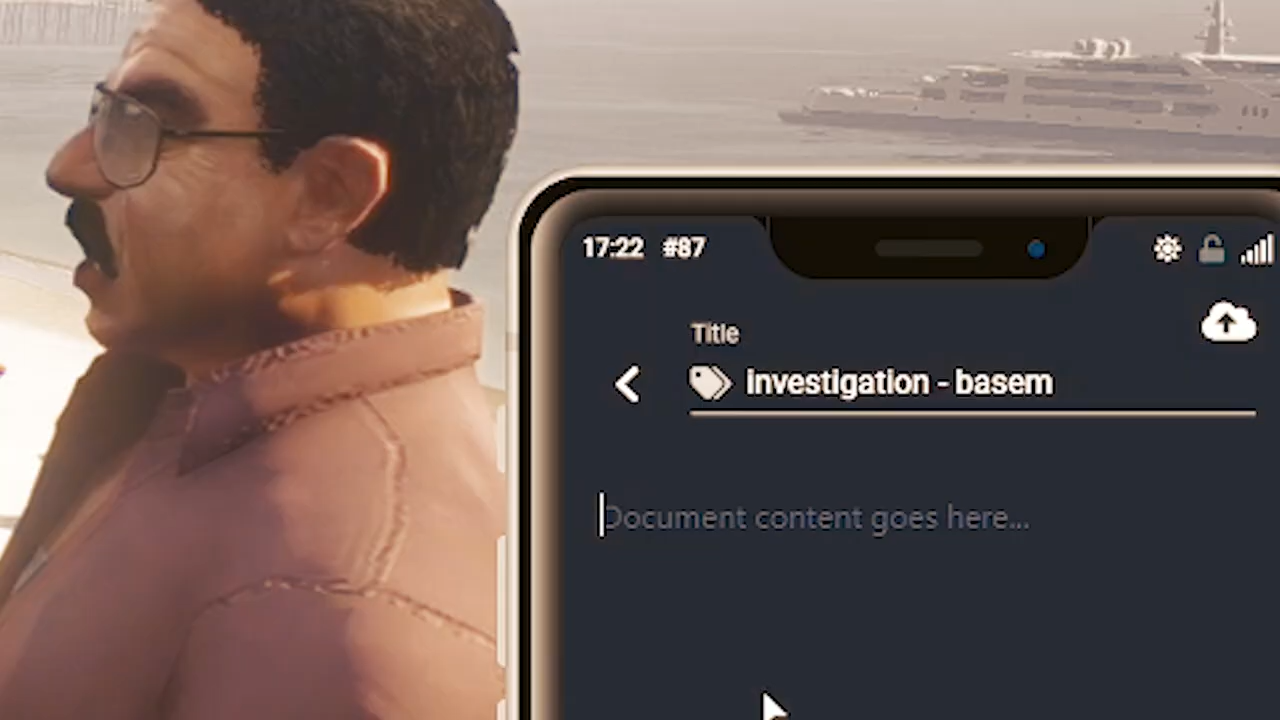 17:22 #87
Title
investigation - basem
Document content goes here...